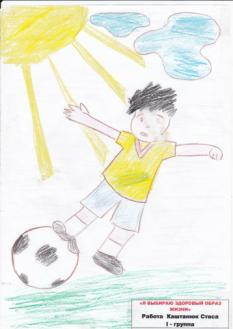 «Я ВЫБИРАЮ ЗДОРОВЫЙ ОБРАЗ
ЖИЗНИ»
Работа Каштанюк Стаса
I - группа